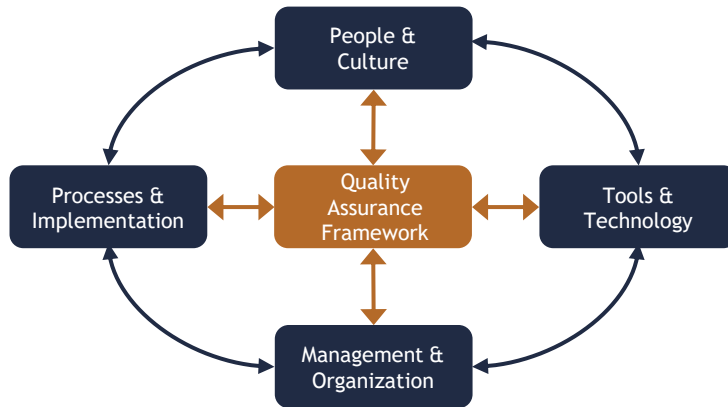 People &
Culture
Processes &
Implementation
Quality
Assurance
Framework
Tools &
Technology
Management &
Organization